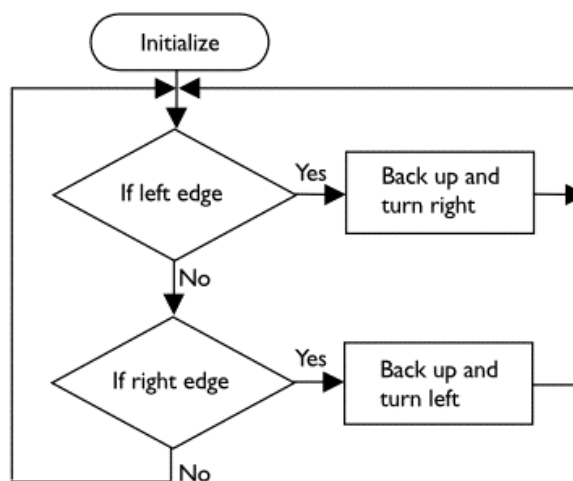 Initialize
If left edge
Yes
Back up and
turn right
No
If right edge
Yes
Back up and
turn left
No